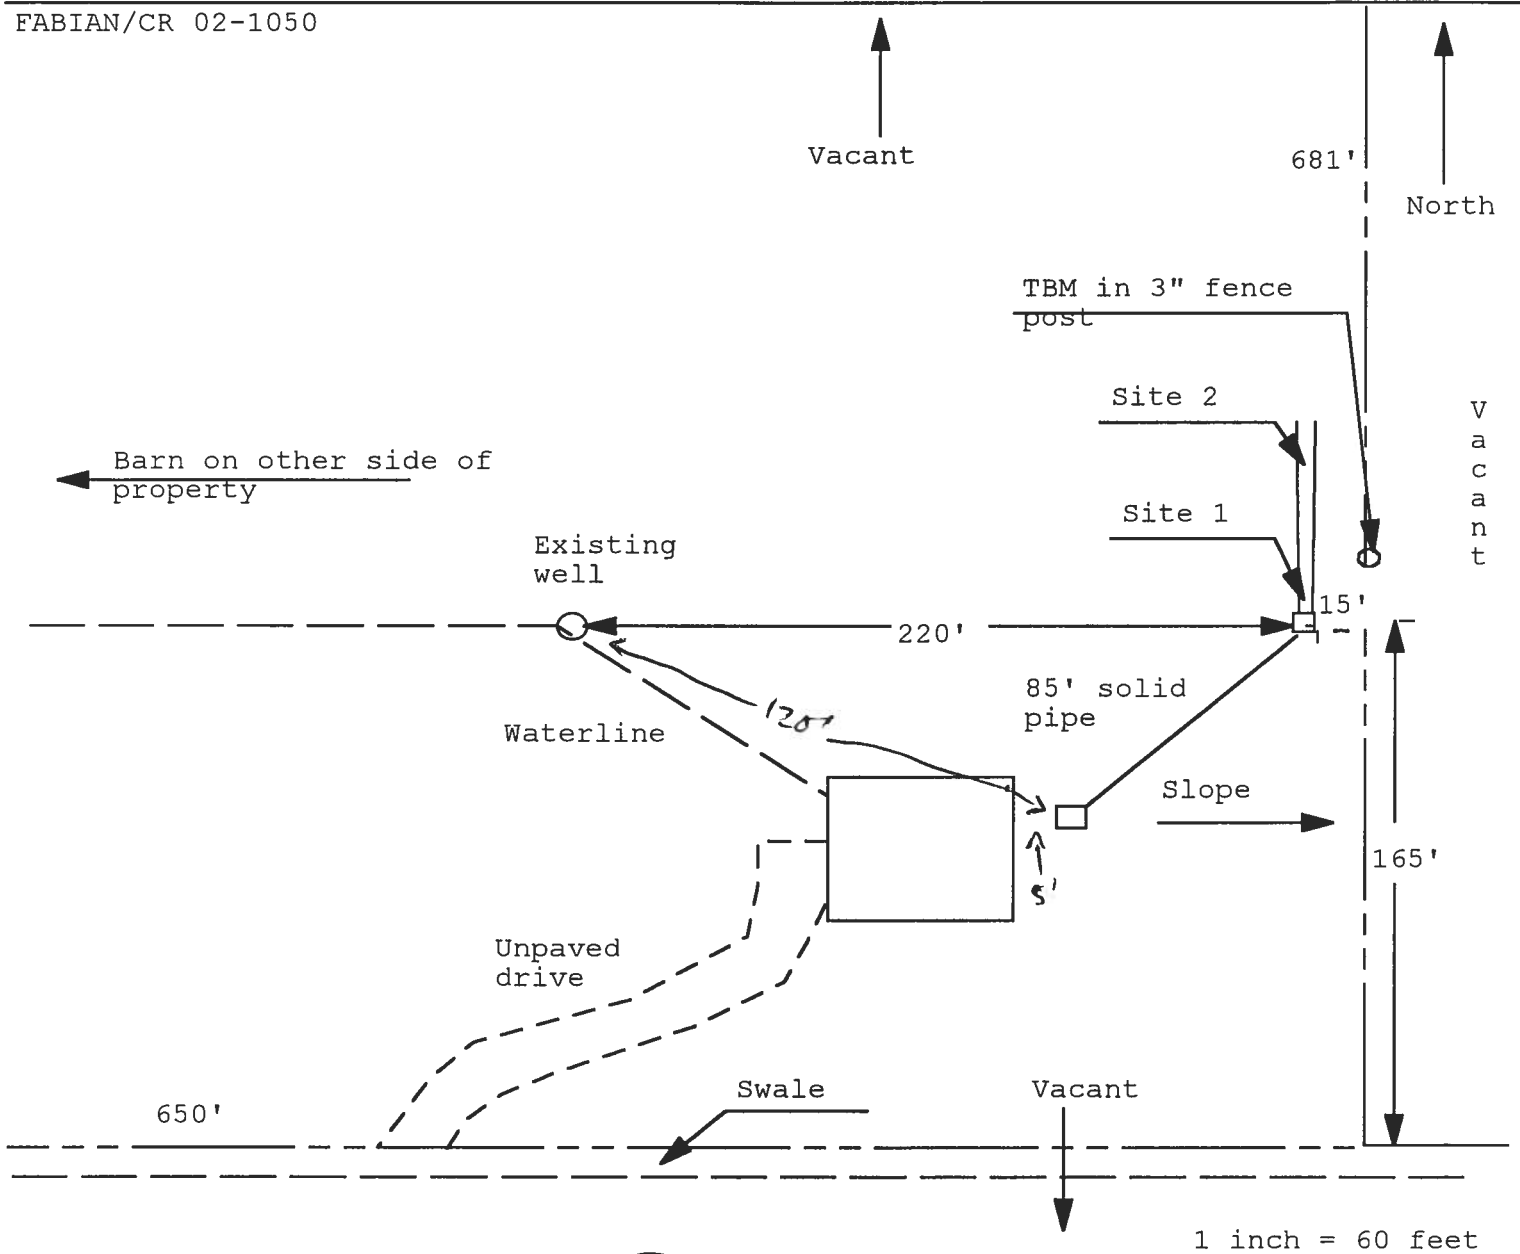 FABIAN/CR 02-1050
Vacant
681'
North
TBM in 3" fence
post
Site 2
Vacant
Barn on other side of
property
Site 1
Existing
well
15'
220'
85' solid
pipe
120'
Waterline
Slope
165'
5'
Unpaved
drive
Swale
Vacant
650'
1 inch = 60 feet